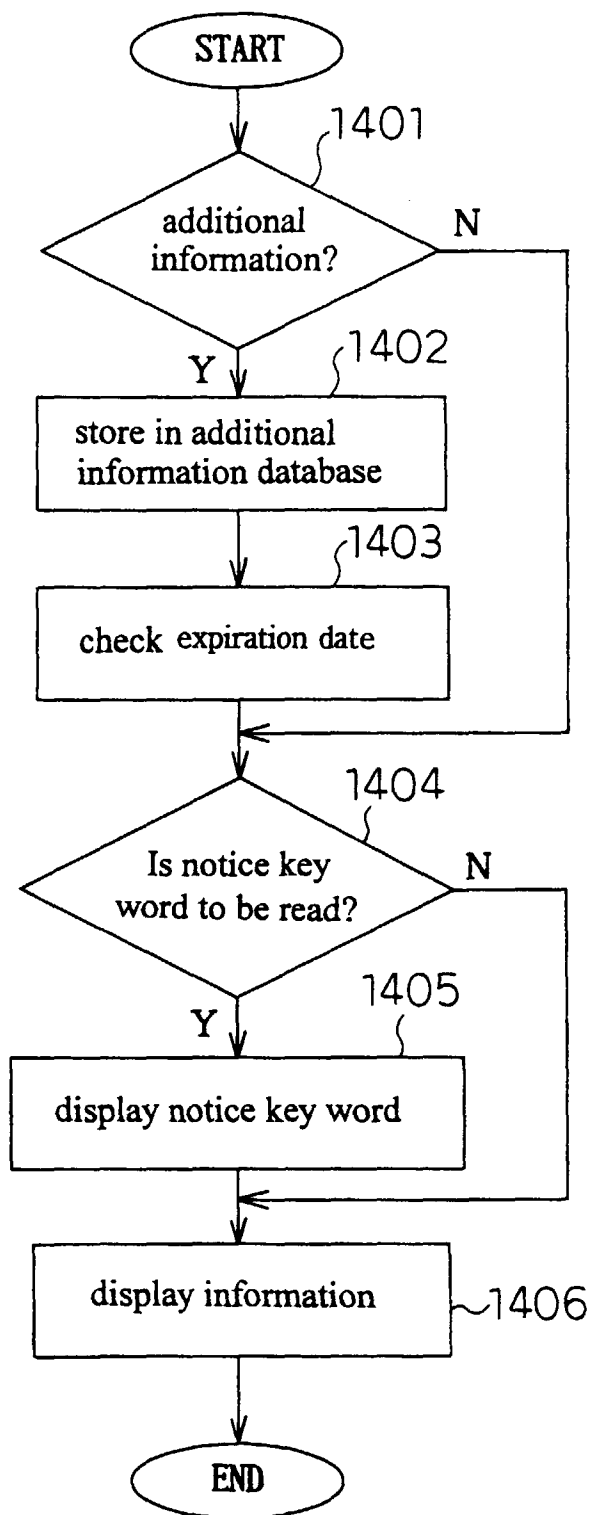 START
1401
additional
information?
N
Y
1402
store in additional
information database
1403
check expiration date
1404
Is notice key
word to be read?
N
1405
Y
display notice key word
display information
1406
END